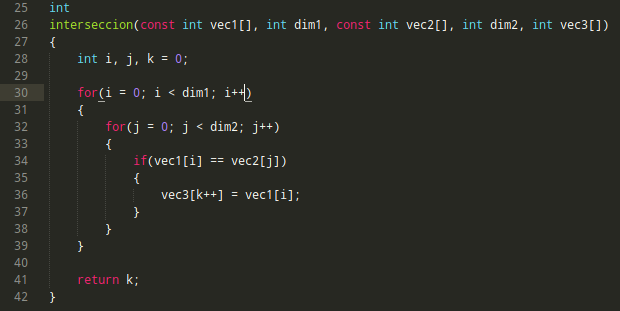 25 int
26 interseccion(const int vec1[], int dim1, const int vec2[], int dim2, int vec3[])
27 {
28     int i, j, k = 0;
29
30     for(i = 0; i < dim1; i++)
31     {
32         for(j = 0; j < dim2; j++)
33         {
34             if(vec1[i] == vec2[j])
35             {
36                 vec3[k++] = vec1[i];
37             }
38         }
39     }
40
41     return k;
42 }